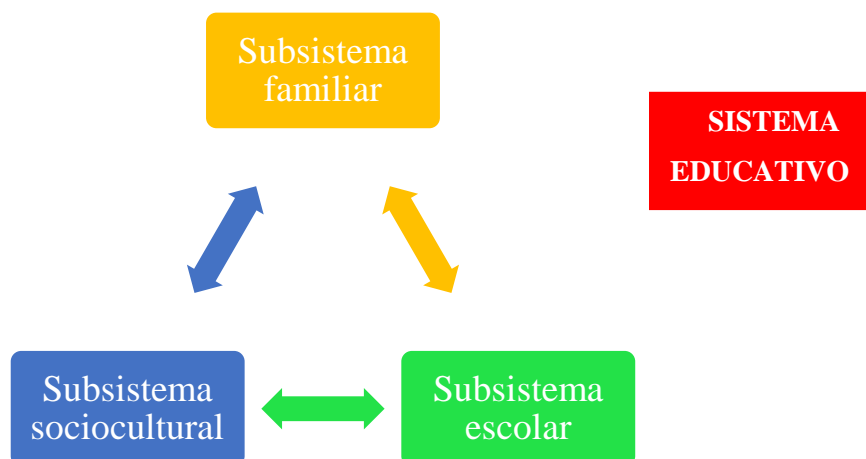 Subsistema
familiar
SISTEMA
EDUCATIVO
Subsistema
sociocultural
Subsistema
escolar